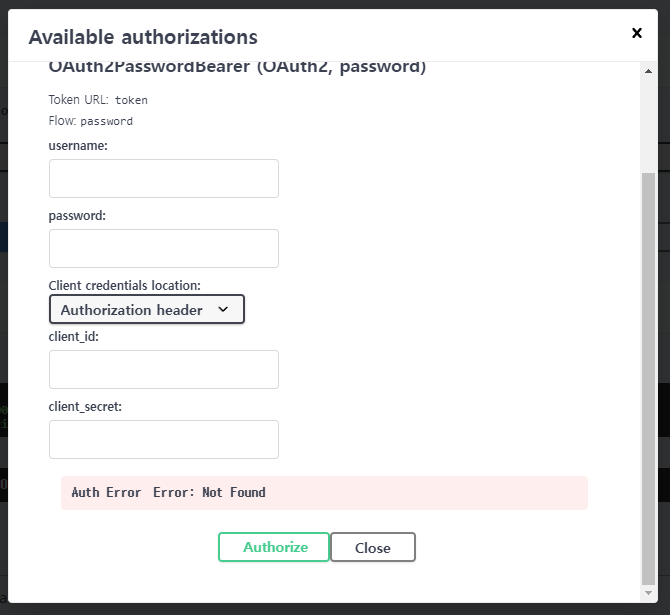 Available authorizations
OAuth2PasswordBearer (OAuth2, password)
Token URL: token
Flow: password
username:
password:
Client credentials location:
Authorization header
client_id:
client_secret:
Auth Error Error: Not Found
Authorize Close